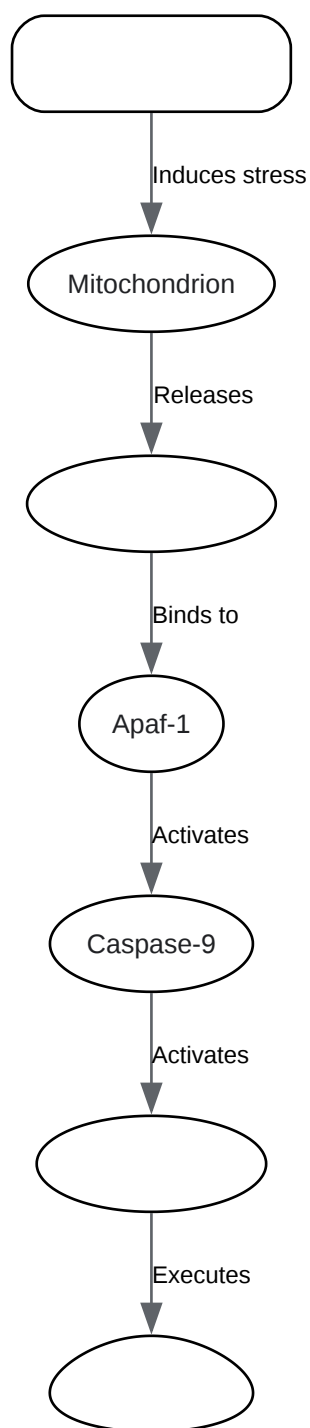 Induces stress
Mitochondrion
Releases
Binds to
Apaf-1
Activates
Caspase-9
Activates
Executes